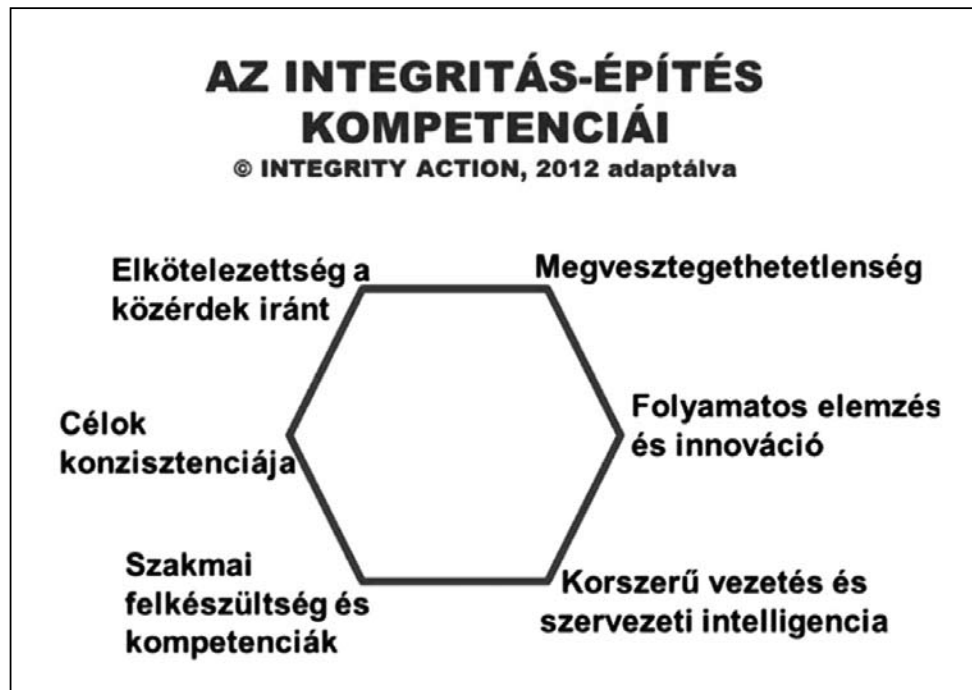 AZ INTEGRITÁS-ÉPÍTÉS
KOMPETENCIÁI
© INTEGRITY ACTION, 2012 adaptálva
Elkötelezettség a
közérdek iránt
Megvesztegethetetlenség
Célok
konzisztenciája
Folyamatos elemzés
és innováció
Szakmai
felkészültség és
kompetenciák
Korszerű vezetés és
szervezeti intelligencia